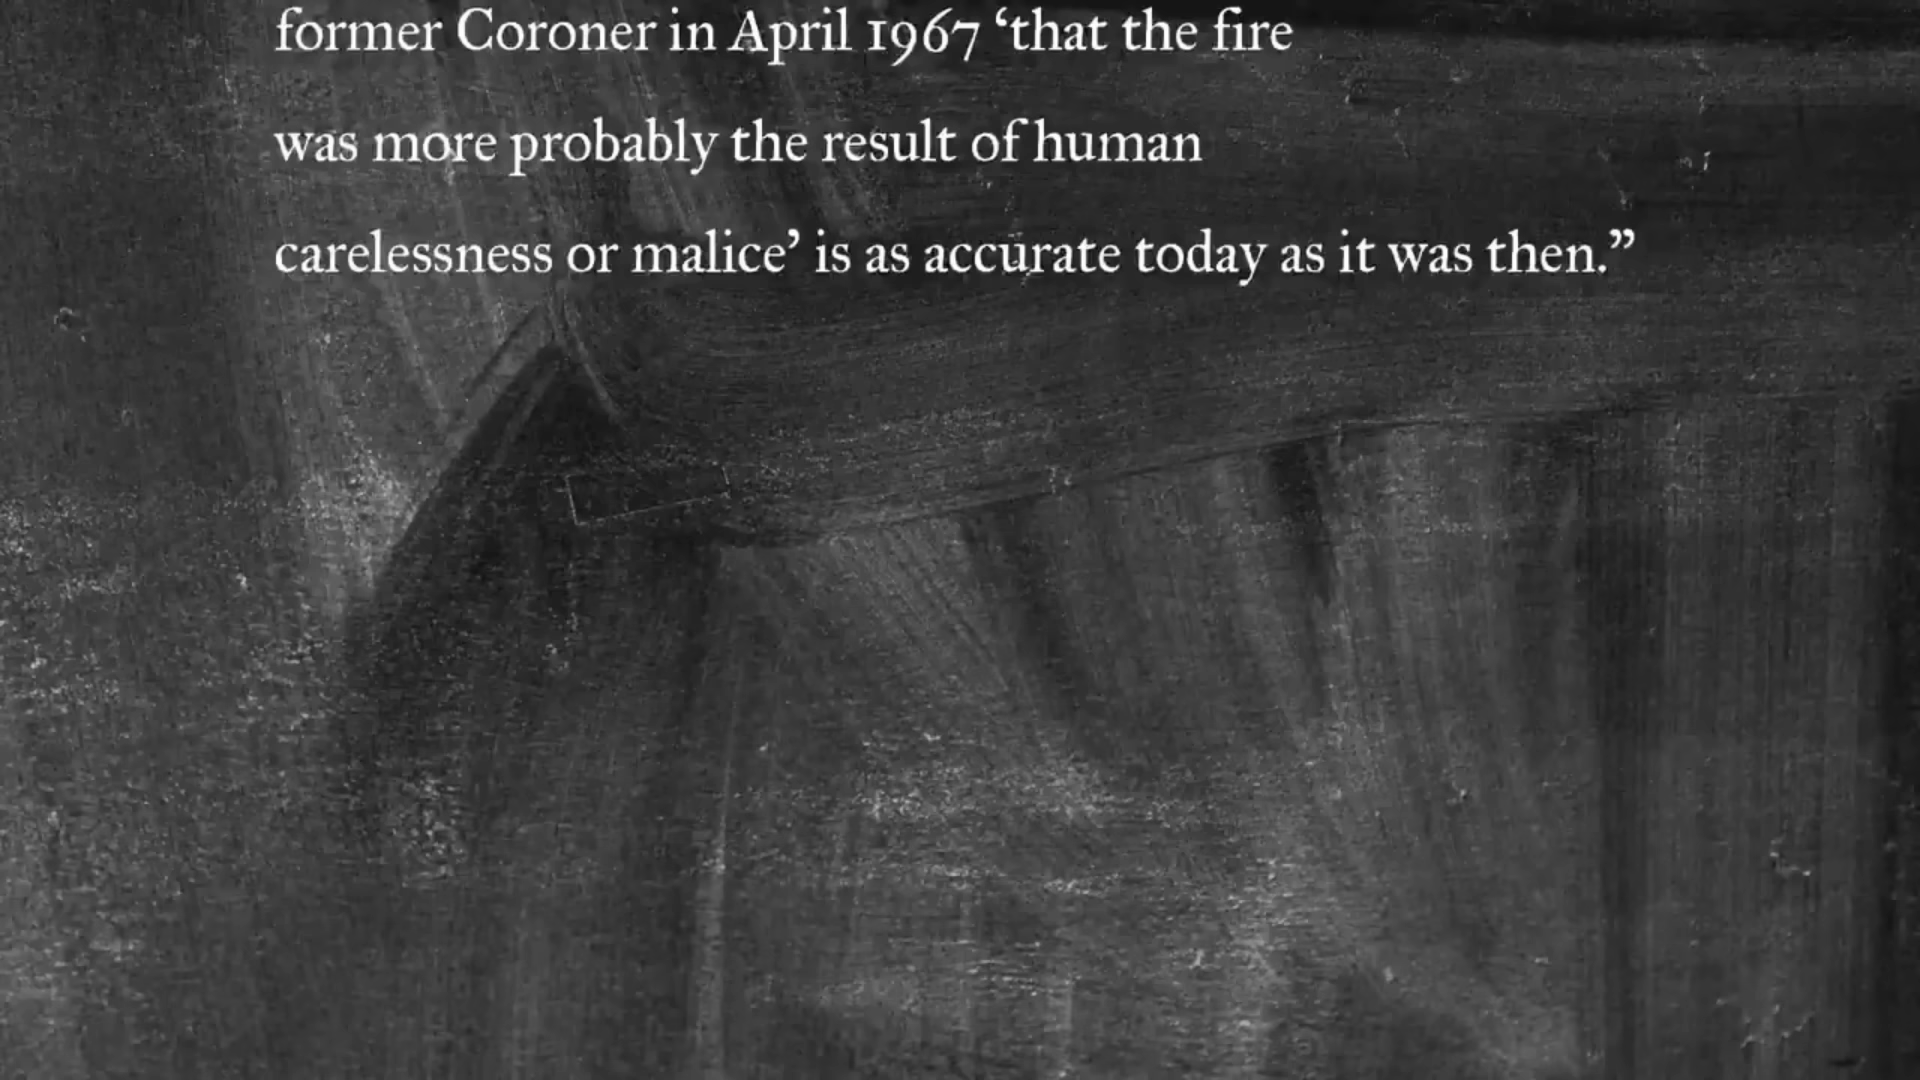 former Coroner in April 1967 ‘that the fire
was more probably the result of human
carelessness or malice’ is as accurate today as it was then.”